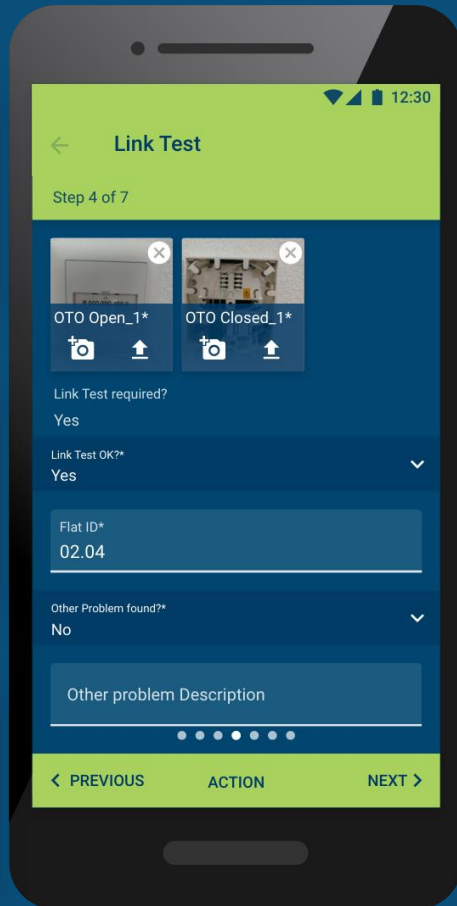 12:30
Link Test
Step 4 of 7
OTO Open_1*
OTO Closed_1*
Link Test required?
Yes
Link Test OK?*
Yes
Flat ID*
02.04
Other Problem found?*
No
Other problem Description
PREVIOUS
ACTION
NEXT